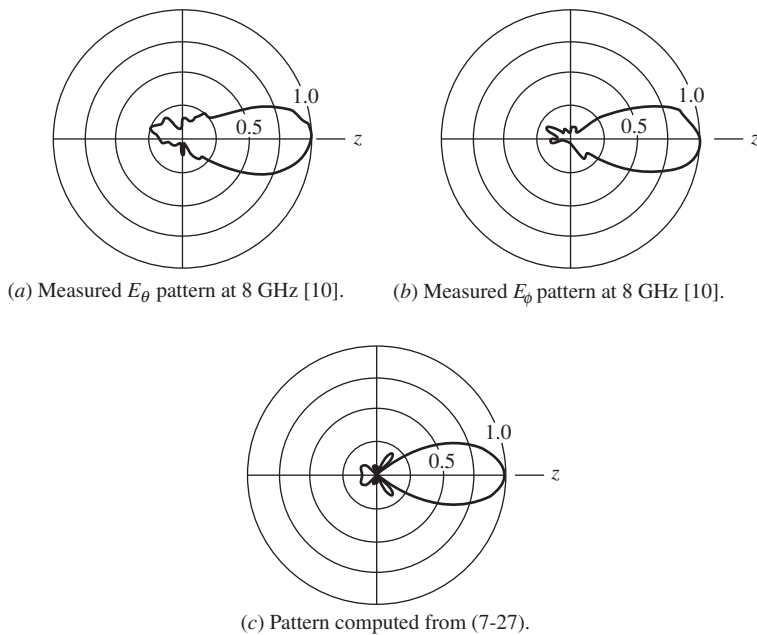 1.0
0.5
z
(a) Measured E_θ pattern at 8 GHz [10].
1.0
0.5
z
(b) Measured E_ϕ pattern at 8 GHz [10].
1.0
0.5
z
(c) Pattern computed from (7-27).